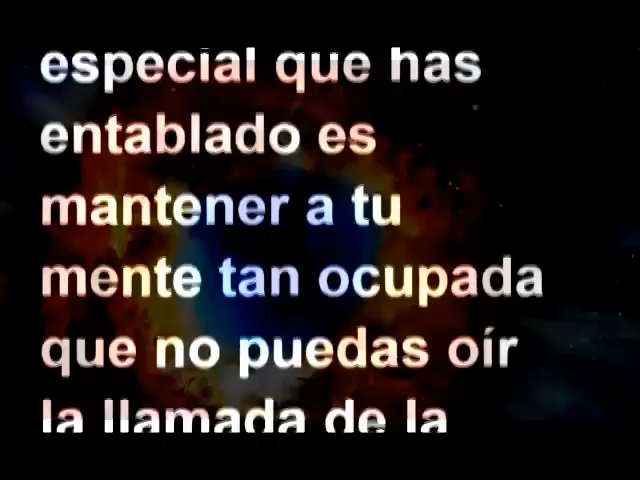 especial que has
entablado es
mantener a tu
mente tan ocupada
que no puedas oír
la llamada de la